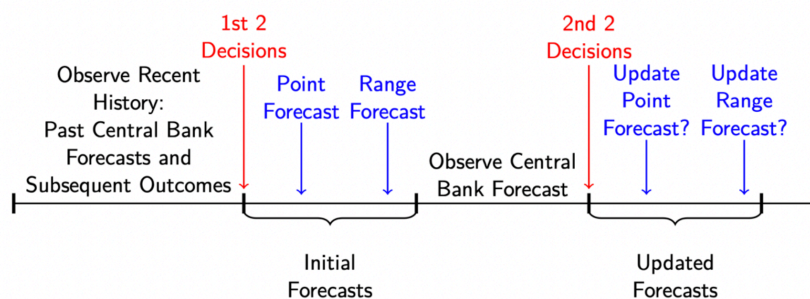 1st 2
Decisions
2nd 2
Decisions
Observe Recent
History:
Past Central Bank
Forecasts and
Subsequent Outcomes
Point
Forecast
Range
Forecast
Observe Central
Bank Forecast
Update
Point
Forecast?
Update
Range
Forecast?
Initial
Forecasts
Updated
Forecasts